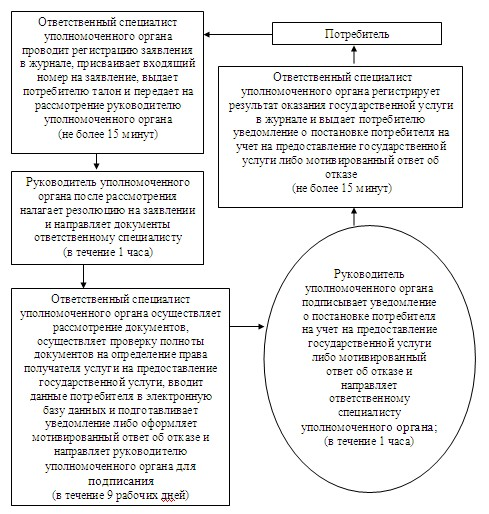 Потребитель
Ответственный специалист
уполномоченного органа
проводит регистрацию заявления
в журнале, присваивает входящий
номер на заявление, выдает
потребителю талон и передает на
рассмотрение руководителю
уполномоченного органа
(не более 15 минут)
Руководитель уполномоченного
органа после рассмотрения
налагает резолюцию на заявлении
и направляет документы
ответственному специалисту
(в течение 1 часа)
Ответственный специалист
уполномоченного органа осуществляет
рассмотрение документов,
осуществляет проверку полноты
документов на определение права
получателя услуги на предоставление
государственной услуги, вводит
данные потребителя в электронную
базу данных и подготавливает
уведомление либо оформляет
мотивированный ответ об отказе и
направляет руководителю
уполномоченного органа для
подписания
(в течение 9 рабочих дней)
Руководитель
уполномоченного органа
подписывает уведомление
о постановке потребителя
на учет на предоставление
государственной услуги
либо мотивированный
ответ об отказе и
направляет
ответственному
специалисту
уполномоченного органа;
(в течение 1 часа)
Ответственный специалист
уполномоченного органа регистрирует
результат оказания государственной услуги
в журнале и выдает потребителю
уведомление о постановке потребителя на
учет на предоставление государственной
услуги либо мотивированный ответ об
отказе
(не более 15 минут)